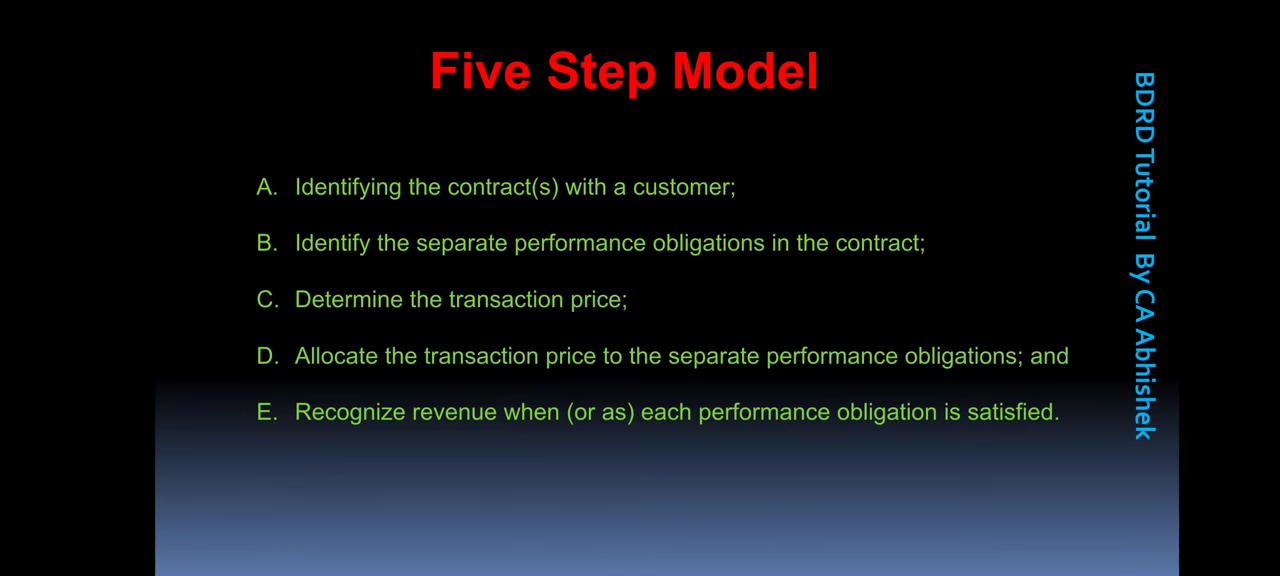 Five Step Model
A. Identifying the contract(s) with a customer;
B. Identify the separate performance obligations in the contract;
C. Determine the transaction price;
D. Allocate the transaction price to the separate performance obligations; and
E. Recognize revenue when (or as) each performance obligation is satisfied.
BDRD Tutorial By CA Abhishek